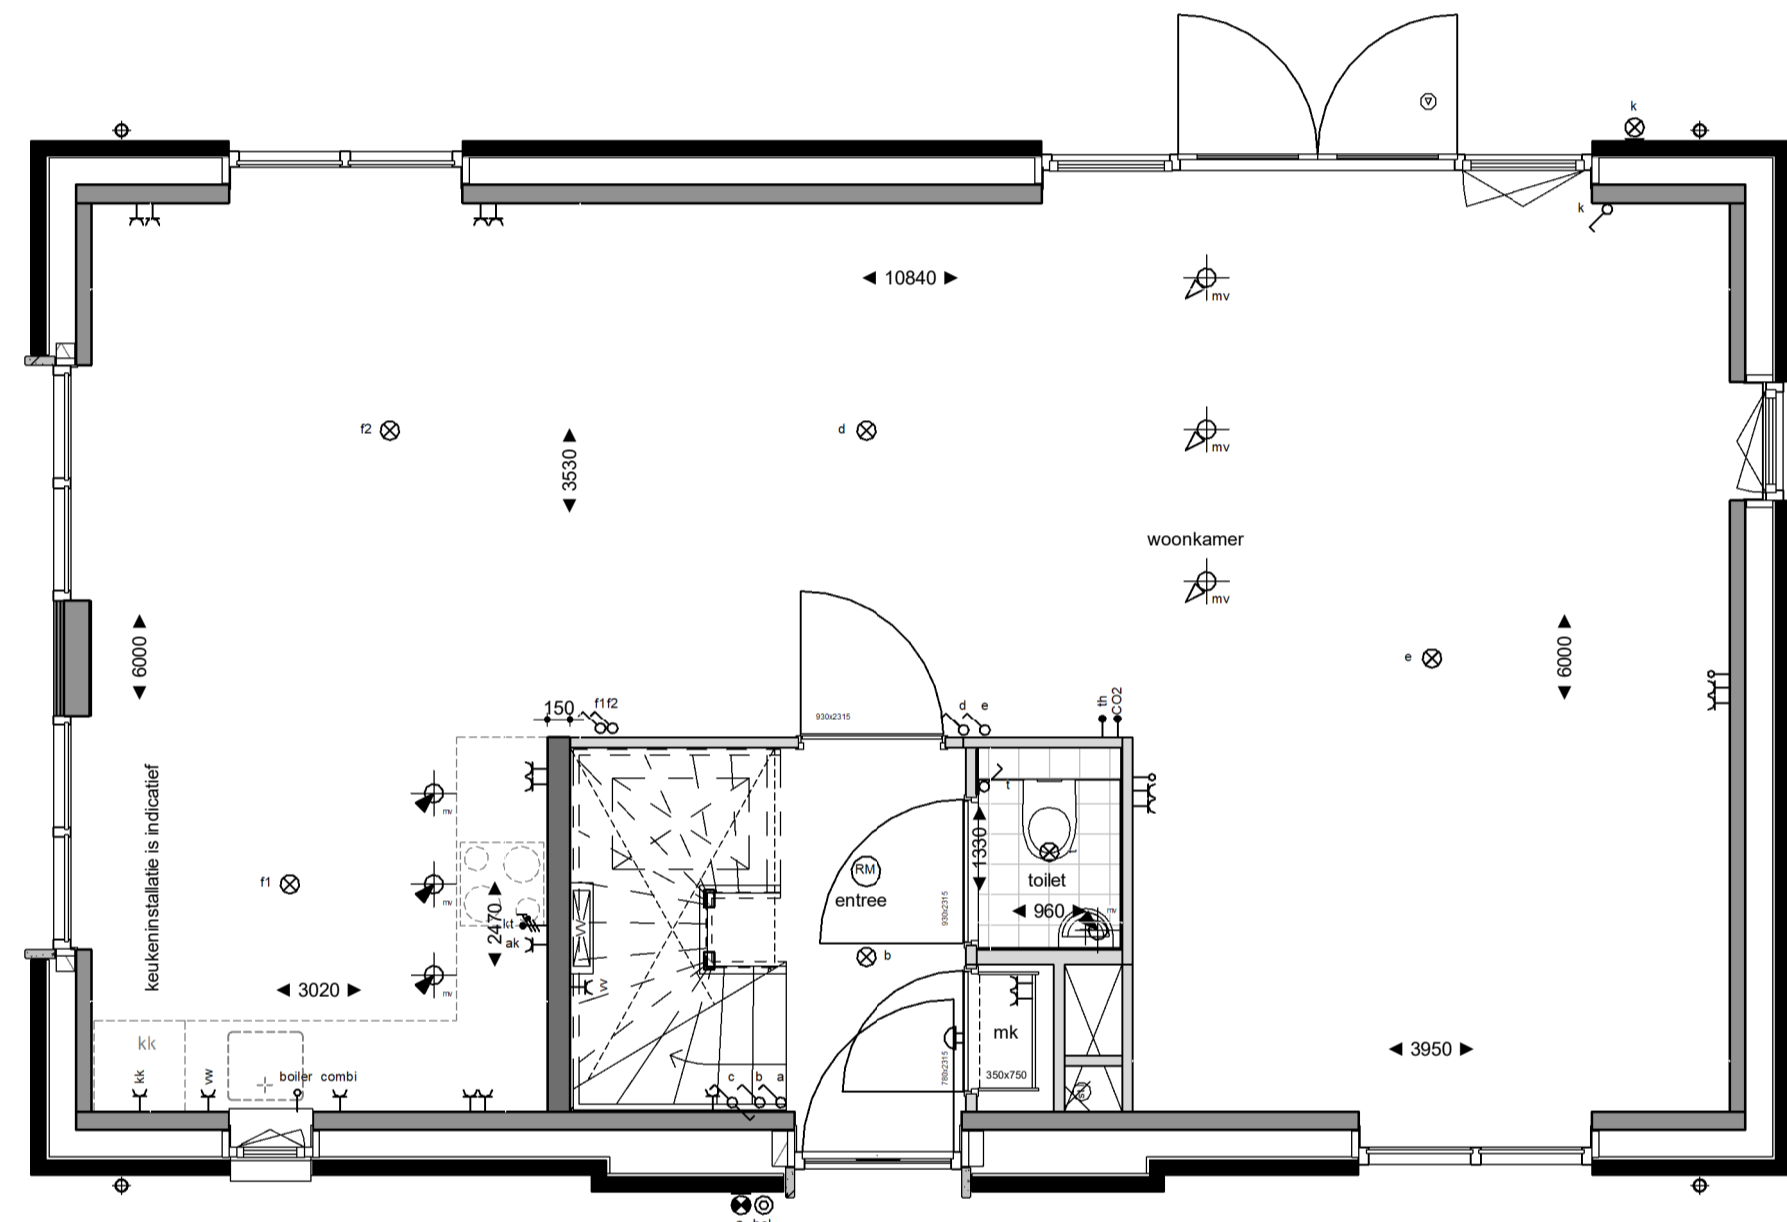 k
k
10840
mv
f2
d
3530
mv
woonkamer
mv
6000
e
6000
150
f1f2
930x2315
d
e
th
CO2
keukeninstallatie is indicatief
mv
t
1330
f1
mv
RM
entree
930x2315
t
toilet
960
mv
kt
2470
ak
vv
b
vv
3020
mv
kk
mk
3950
kk
vw
boiler
combi
c
b
a
780x2315
350x750